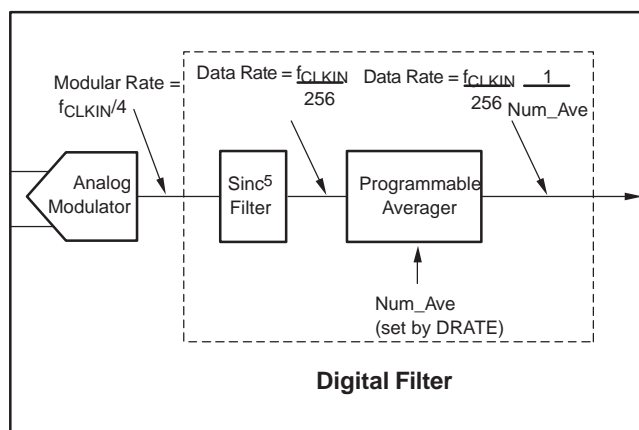 Modular Rate =
fCLKIN/4
Data Rate = fCLKIN
256
Data Rate = fCLKIN 1
256 Num_Ave
Analog
Modulator
Sinc5
Filter
Programmable
Averager
Num_Ave
(set by DRATE)
Digital Filter